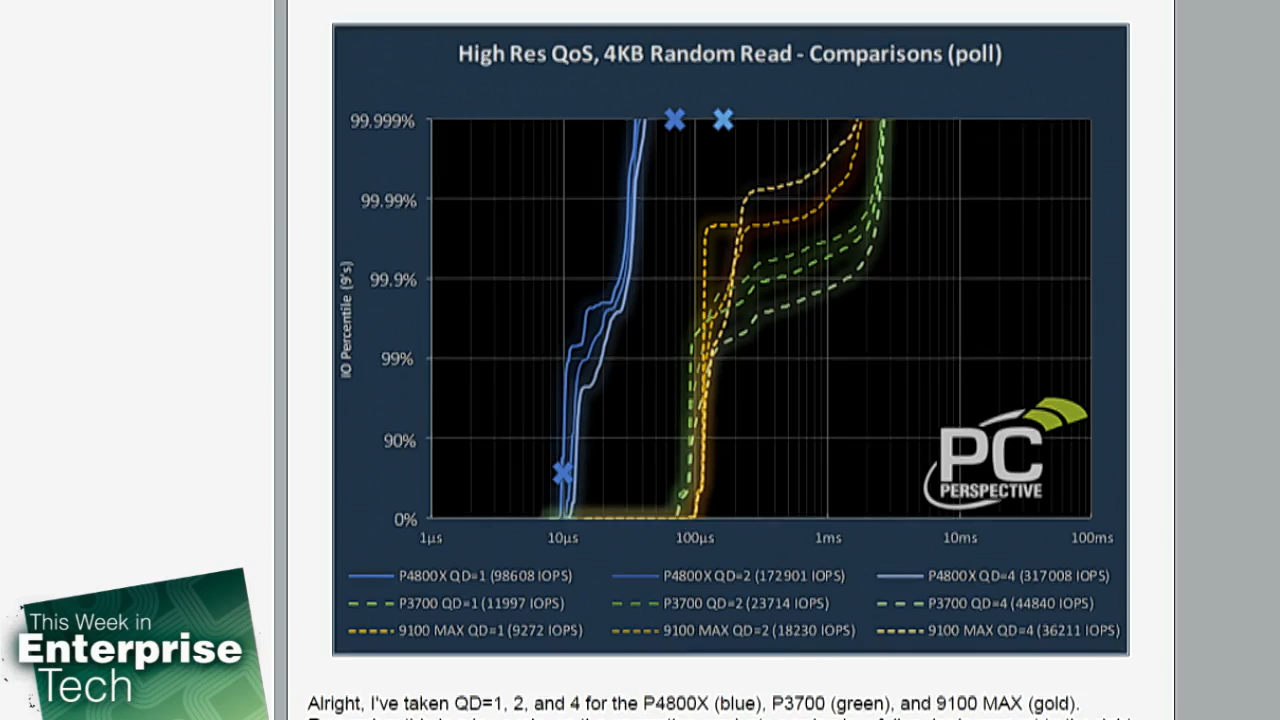 High Res QoS, 4KB Random Read - Comparisons (poll)
99.999%
99.99%
99.9%
99%
90%
0%
IO Percentile (9's)
1µs 10µs 100µs 1ms 10ms 100ms
PC
PERSPECTIVE
P4800X QD=1 (98608 IOPS) P4800X QD=2 (172901 IOPS) P4800X QD=4 (317008 IOPS)
P3700 QD=1 (11997 IOPS) P3700 QD=2 (23714 IOPS) P3700 QD=4 (44840 IOPS)
9100 MAX QD=1 (9272 IOPS) 9100 MAX QD=2 (18230 IOPS) 9100 MAX QD=4 (36211 IOPS)
This Week in
Enterprise
Tech
Alright, I've taken QD=1, 2, and 4 for the P4800X (blue), P3700 (green), and 9100 MAX (gold).